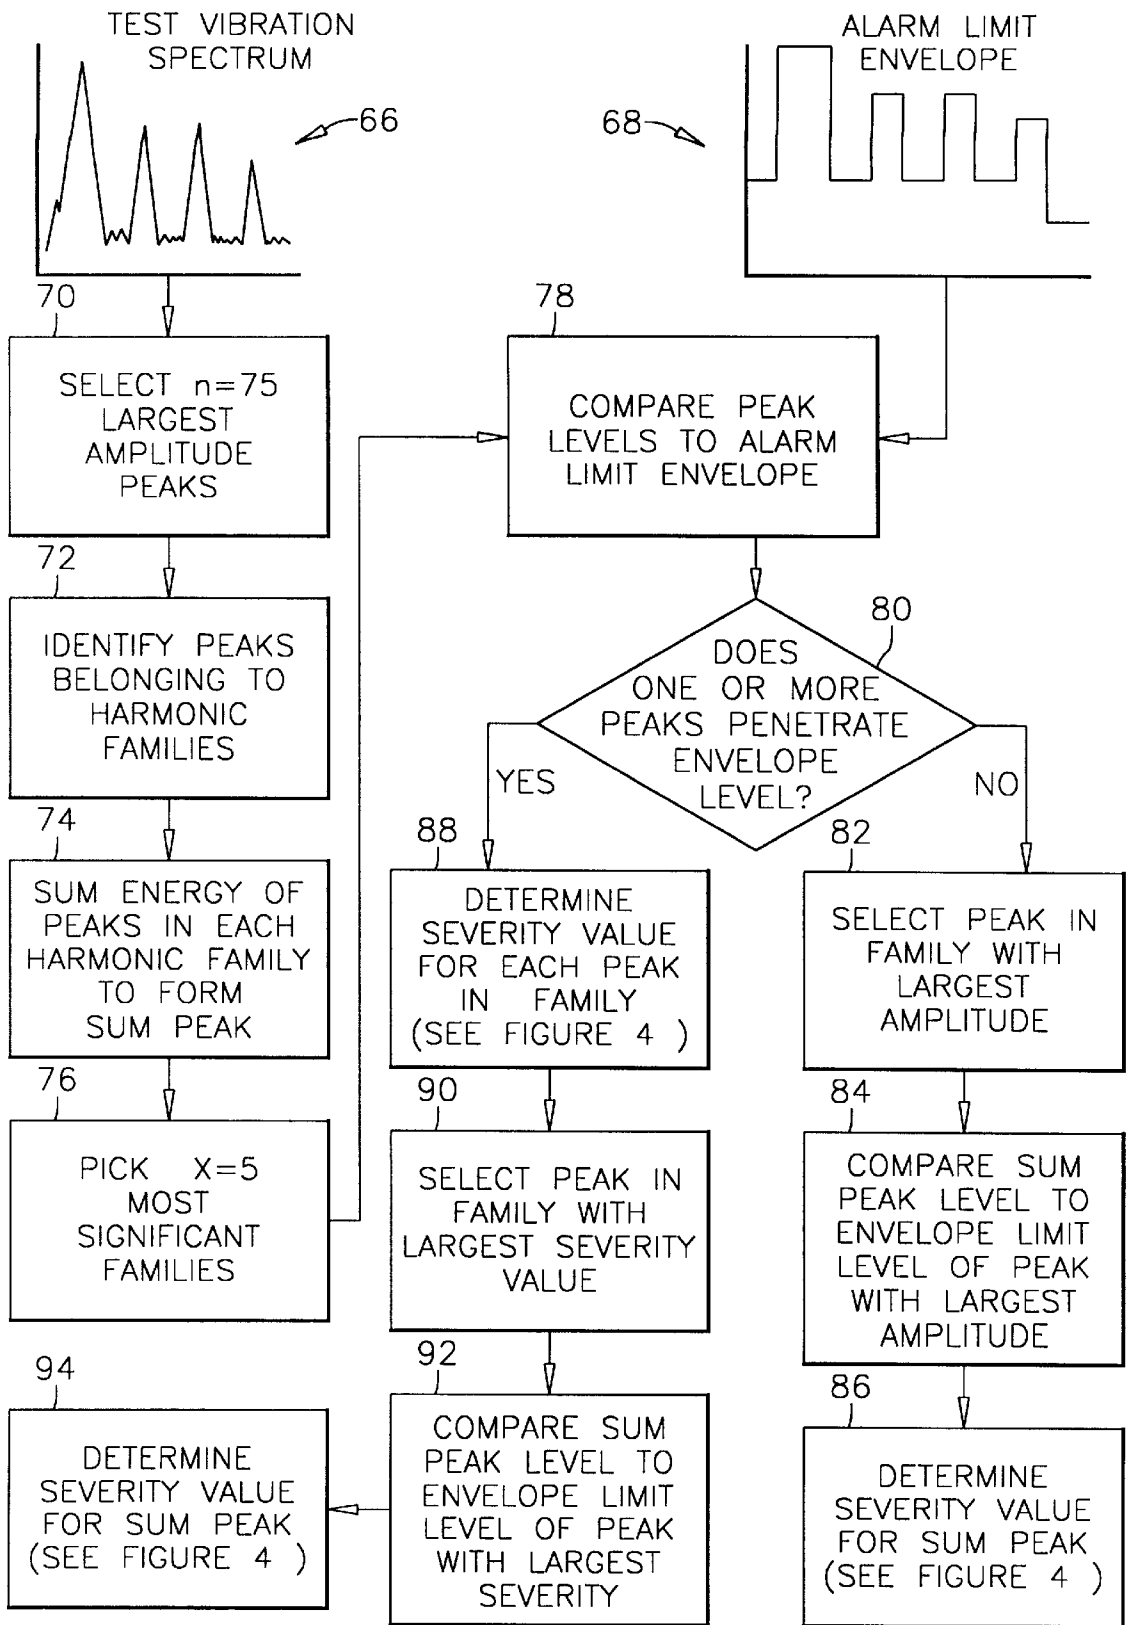 TEST VIBRATION
SPECTRUM
66
ALARM LIMIT
ENVELOPE
68
70
SELECT n=75
LARGEST
AMPLITUDE
PEAKS
72
IDENTIFY PEAKS
BELONGING TO
HARMONIC
FAMILIES
74
SUM ENERGY OF
PEAKS IN EACH
HARMONIC FAMILY
TO FORM
SUM PEAK
76
PICK X=5
MOST
SIGNIFICANT
FAMILIES
78
COMPARE PEAK
LEVELS TO ALARM
LIMIT ENVELOPE
80
DOES
ONE OR MORE
PEAKS PENETRATE
ENVELOPE
LEVEL?
YES
NO
88
DETERMINE
SEVERITY VALUE
FOR EACH PEAK
IN FAMILY
(SEE FIGURE 4 )
90
SELECT PEAK IN
FAMILY WITH
LARGEST SEVERITY
VALUE
92
COMPARE SUM
PEAK LEVEL TO
ENVELOPE LIMIT
LEVEL OF PEAK
WITH LARGEST
SEVERITY
94
DETERMINE
SEVERITY VALUE
FOR SUM PEAK
(SEE FIGURE 4 )
82
SELECT PEAK IN
FAMILY WITH
LARGEST
AMPLITUDE
84
COMPARE SUM
PEAK LEVEL TO
ENVELOPE LIMIT
LEVEL OF PEAK
WITH LARGEST
AMPLITUDE
86
DETERMINE
SEVERITY VALUE
FOR SUM PEAK
(SEE FIGURE 4 )